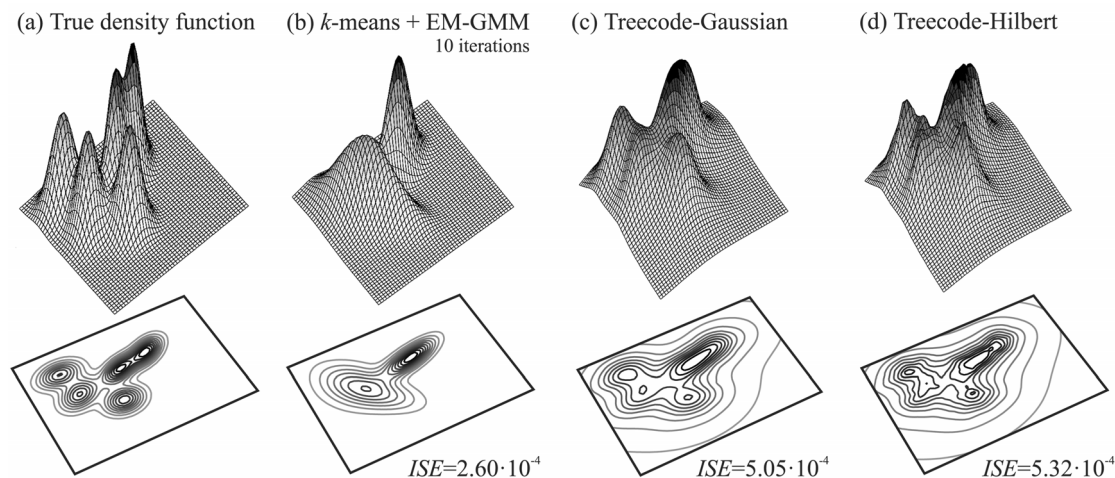 (a) True density function
(b) k-means + EM-GMM
10 iterations
(c) Treecode-Gaussian
(d) Treecode-Hilbert
ISE=2.60·10⁻⁴
ISE=5.05·10⁻⁴
ISE=5.32·10⁻⁴